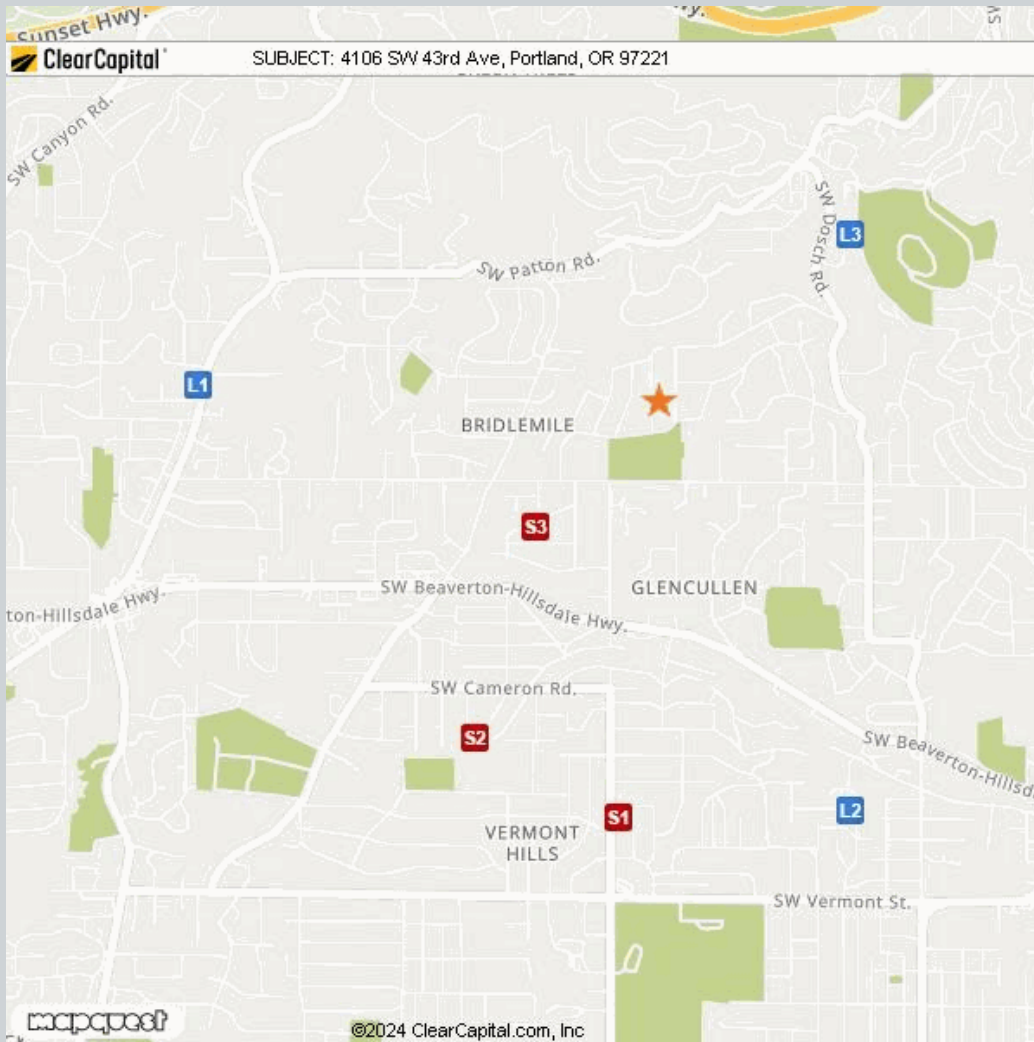 Sunset Hwy.
wy.
SW
ClearCapital
SUBJECT: 4106 SW 43rd Ave, Portland, OR 97221
SW Canyon Rd.
SW Dosch Rd.
L3
SW Patton Rd.
L1
BRIDLEMILE
S3
SW Beaverton-Hillsdale Hwy.
GLENCULLEN
ton-Hillsdale Hwy.
SW Cameron Rd.
S2
SW Beaverton-Hillsd
L2
S1
VERMONT
HILLS
SW Vermont St.
mapquest
©2024 ClearCapital.com, Inc